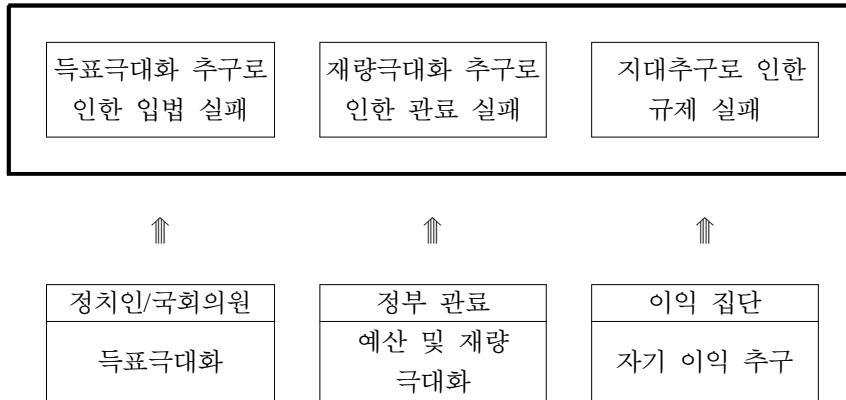 득표극대화 추구로
인한 입법 실패
재량극대화 추구로
인한 관료 실패
지대추구로 인한
규제 실패
⇑ ⇑ ⇑
정치인/국회의원
득표극대화
정부 관료
예산 및 재량
극대화
이익 집단
자기 이익 추구